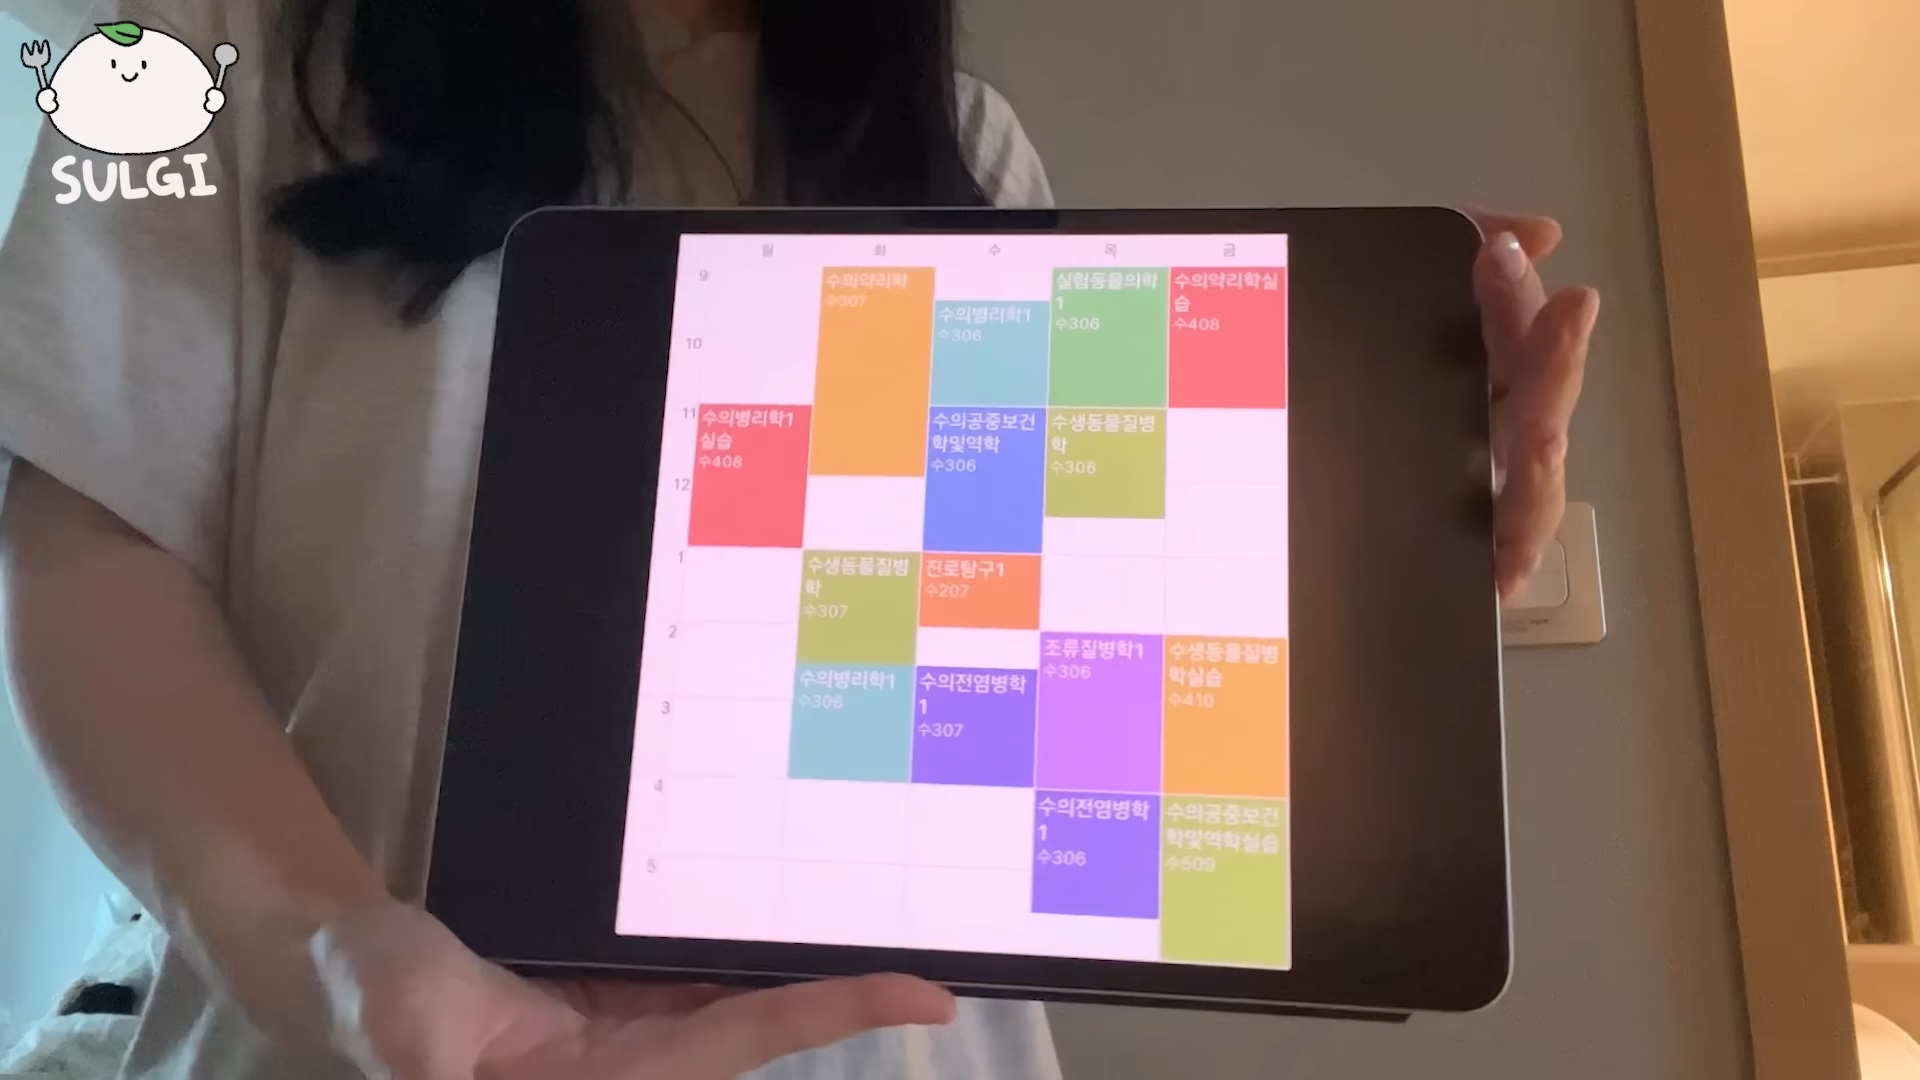 SULGI
월 화 수 목 금
9
10
11
12
1
2
3
4
5
수의병리학1
실습
수408
수의약리학
수307
수생동물질병
학
수307
수의병리학1
수306
수의병리학1
수306
수의공중보건
학및역학
수306
진로탐구1
수207
수의전염병학
1
수307
실험동물의학
1
수306
수생동물질병
학
수306
조류질병학1
수306
수의전염병학
1
수306
수의약리학실
습
수408
수생동물질병
학실습
수410
수의공중보건
학및역학실습
수509